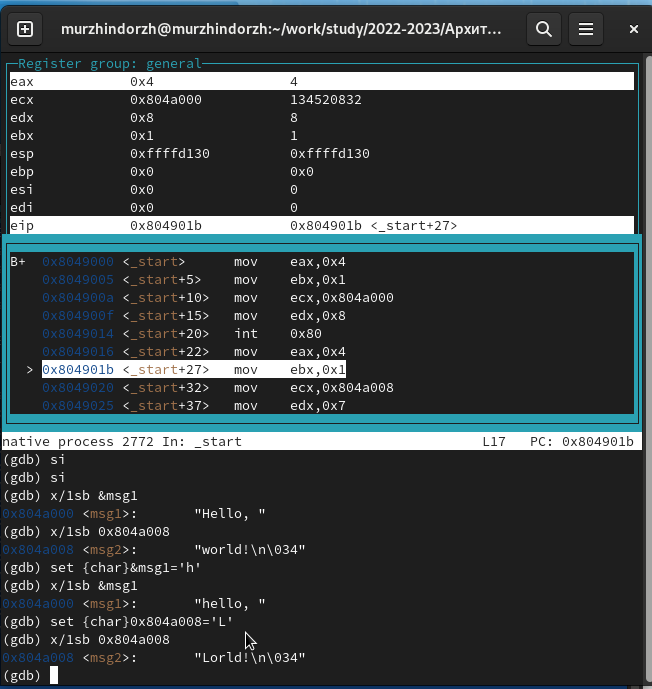 murzhindorzh@murzhindorzh:~/work/study/2022-2023/Архит...
Register group: general
eax 0x4 4
ecx 0x804a000 134520832
edx 0x8 8
ebx 0x1 1
esp 0xffffd130 0xffffd130
ebp 0x0 0x0
esi 0x0 0
edi 0x0 0
eip 0x804901b 0x804901b <_start+27>
B+ 0x8049000 <_start> mov eax,0x4
0x8049005 <_start+5> mov ebx,0x1
0x804900a <_start+10> mov ecx,0x804a000
0x804900f <_start+15> mov edx,0x8
0x8049014 <_start+20> int 0x80
0x8049016 <_start+22> mov eax,0x4
> 0x804901b <_start+27> mov ebx,0x1
0x8049020 <_start+32> mov ecx,0x804a008
0x8049025 <_start+37> mov edx,0x7
native process 2772 In: _start L17 PC: 0x804901b
(gdb) si
(gdb) si
(gdb) x/1sb &msg1
0x804a000 <msg1>: "Hello, "
(gdb) x/1sb 0x804a008
0x804a008 <msg2>: "world!\n\034"
(gdb) set {char}&msg1='h'
(gdb) x/1sb &msg1
0x804a000 <msg1>: "hello, "
(gdb) set {char}0x804a008='L'
(gdb) x/1sb 0x804a008
0x804a008 <msg2>: "Lorld!\n\034"
(gdb)